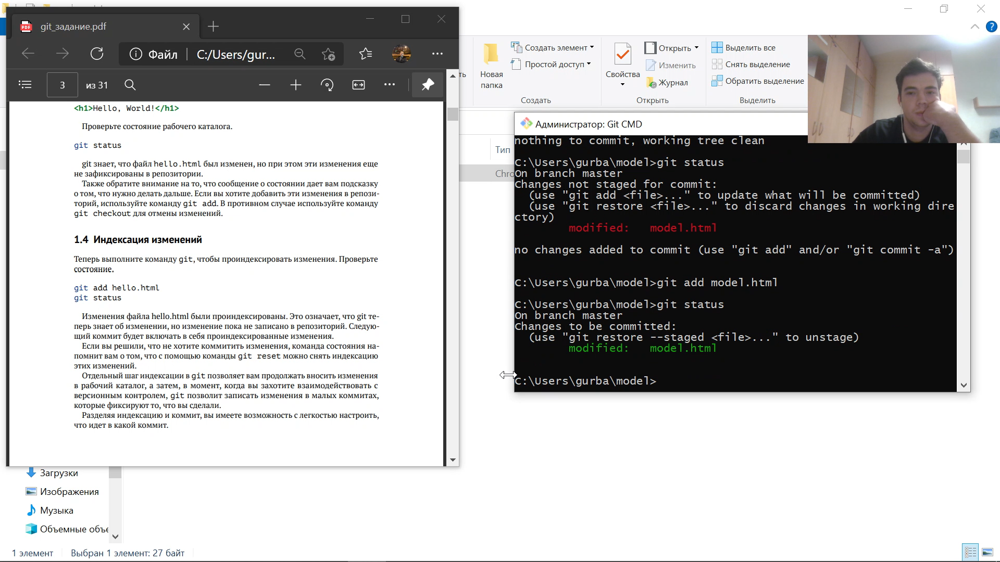 git_задание.pdf
Файл
C:/Users/gur...
3
из 31
<h1>Hello, World!</h1>
Проверьте состояние рабочего каталога.
git status
git знает, что файл hello.html был изменен, но при этом эти изменения еще
не зафиксированы в репозитории.
Также обратите внимание на то, что сообщение о состоянии дает вам подсказку
о том, что нужно делать дальше. Если вы хотите добавить эти изменения в репози-
торий, используйте команду git add. В противном случае используйте команду
git checkout для отмены изменений.
1.4 Индексация изменений
Теперь выполните команду git, чтобы проиндексировать изменения. Проверьте
состояние.
git add hello.html
git status
Изменения файла hello.html были проиндексированы. Это означает, что git те-
перь знает об изменении, но изменение пока не записано в репозиторий. Следую-
щий коммит будет включать в себя проиндексированные изменения.
Если вы решили, что не хотите коммитить изменения, команда состояния на-
помнит вам о том, что с помощью команды git reset можно снять индексацию
этих изменений.
Отдельный шаг индексации в git позволяет вам продолжать вносить изменения
в рабочий каталог, а затем, в момент, когда вы захотите взаимодействовать с
версионным контролем, git позволит записать изменения в малых коммитах,
которые фиксируют то, что вы сделали.
Разделяя индексацию и коммит, вы имеете возможность с легкостью настроить,
что идет в какой коммит.
Загрузки
Изображения
Музыка
Объемные объе
1 элемент
Выбран 1 элемент: 27 байт
ть
Новая
папка
Создать элемент
Простой доступ
Создать
Свойства
Открыть
Изменить
Журнал
Открыть
Выделить все
Снять выделение
Обратить выделение
Выделить
?
Тип
Chro
Администратор: Git CMD
nothing to commit, working tree clean
C:\Users\gurba\model>git status
On branch master
Changes not staged for commit:
(use "git add <file>..." to update what will be committed)
(use "git restore <file>..." to discard changes in working dire
ctory)
modified: model.html
no changes added to commit (use "git add" and/or "git commit -a")
C:\Users\gurba\model>git add model.html
C:\Users\gurba\model>git status
On branch master
Changes to be committed:
(use "git restore --staged <file>..." to unstage)
modified: model.html
C:\Users\gurba\model>